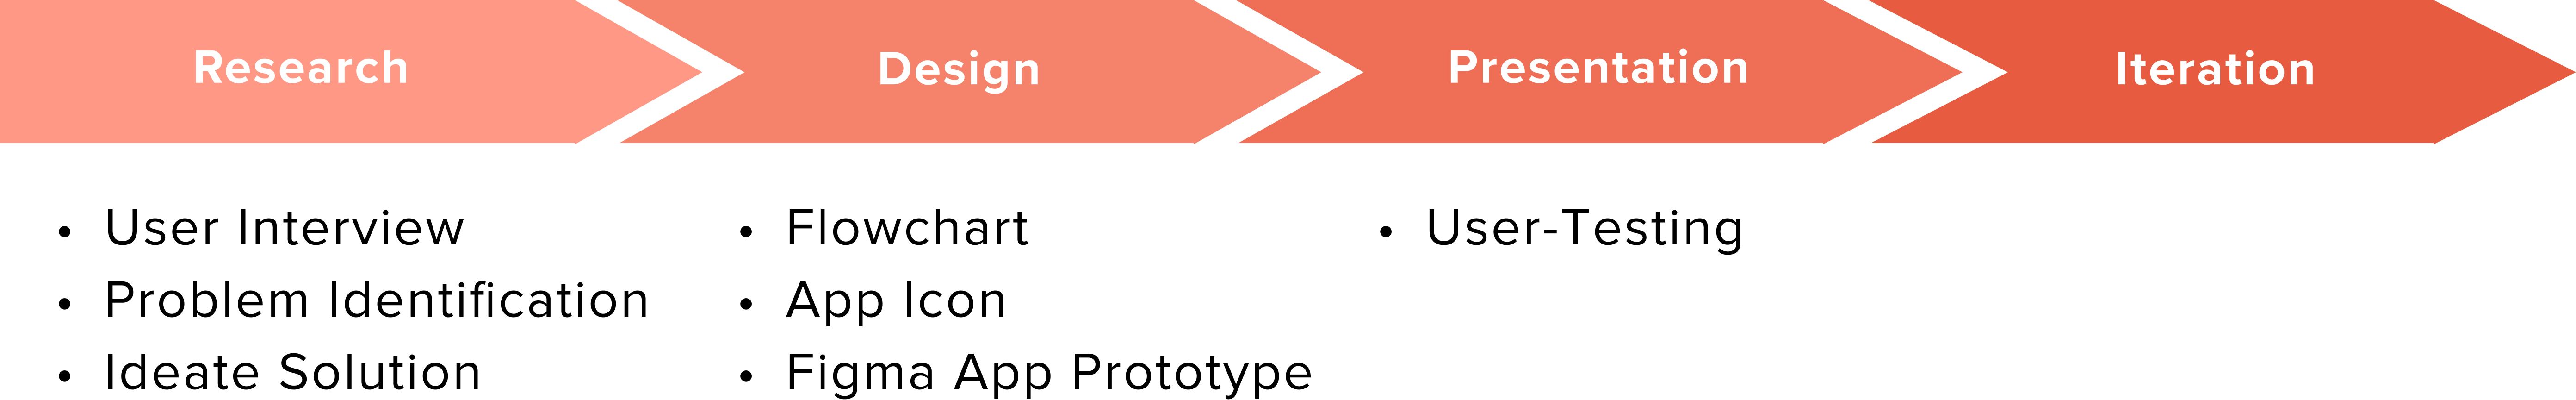 Research
Design
Presentation
Iteration
• User Interview
• Problem Identification
• Ideate Solution
• Flowchart
• App Icon
• Figma App Prototype
• User-Testing